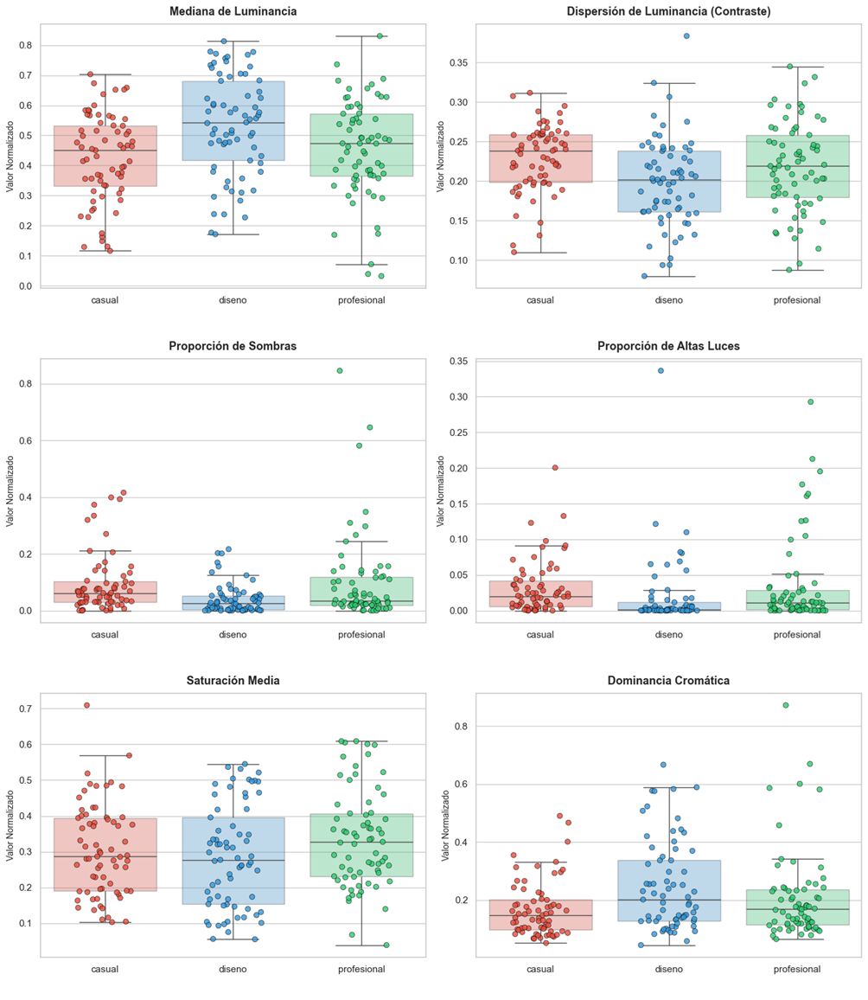 Mediana de Luminancia
Valor Normalizado
0.8
0.7
0.6
0.5
0.4
0.3
0.2
0.1
0.0
casual diseno profesional
Dispersión de Luminancia (Contraste)
Valor Normalizado
0.35
0.30
0.25
0.20
0.15
0.10
casual diseno profesional
Proporción de Sombras
Valor Normalizado
0.8
0.6
0.4
0.2
0.0
casual diseno profesional
Proporción de Altas Luces
Valor Normalizado
0.35
0.30
0.25
0.20
0.15
0.10
0.05
0.00
casual diseno profesional
Saturación Media
Valor Normalizado
0.7
0.6
0.5
0.4
0.3
0.2
0.1
casual diseno profesional
Dominancia Cromática
Valor Normalizado
0.8
0.6
0.4
0.2
casual diseno profesional